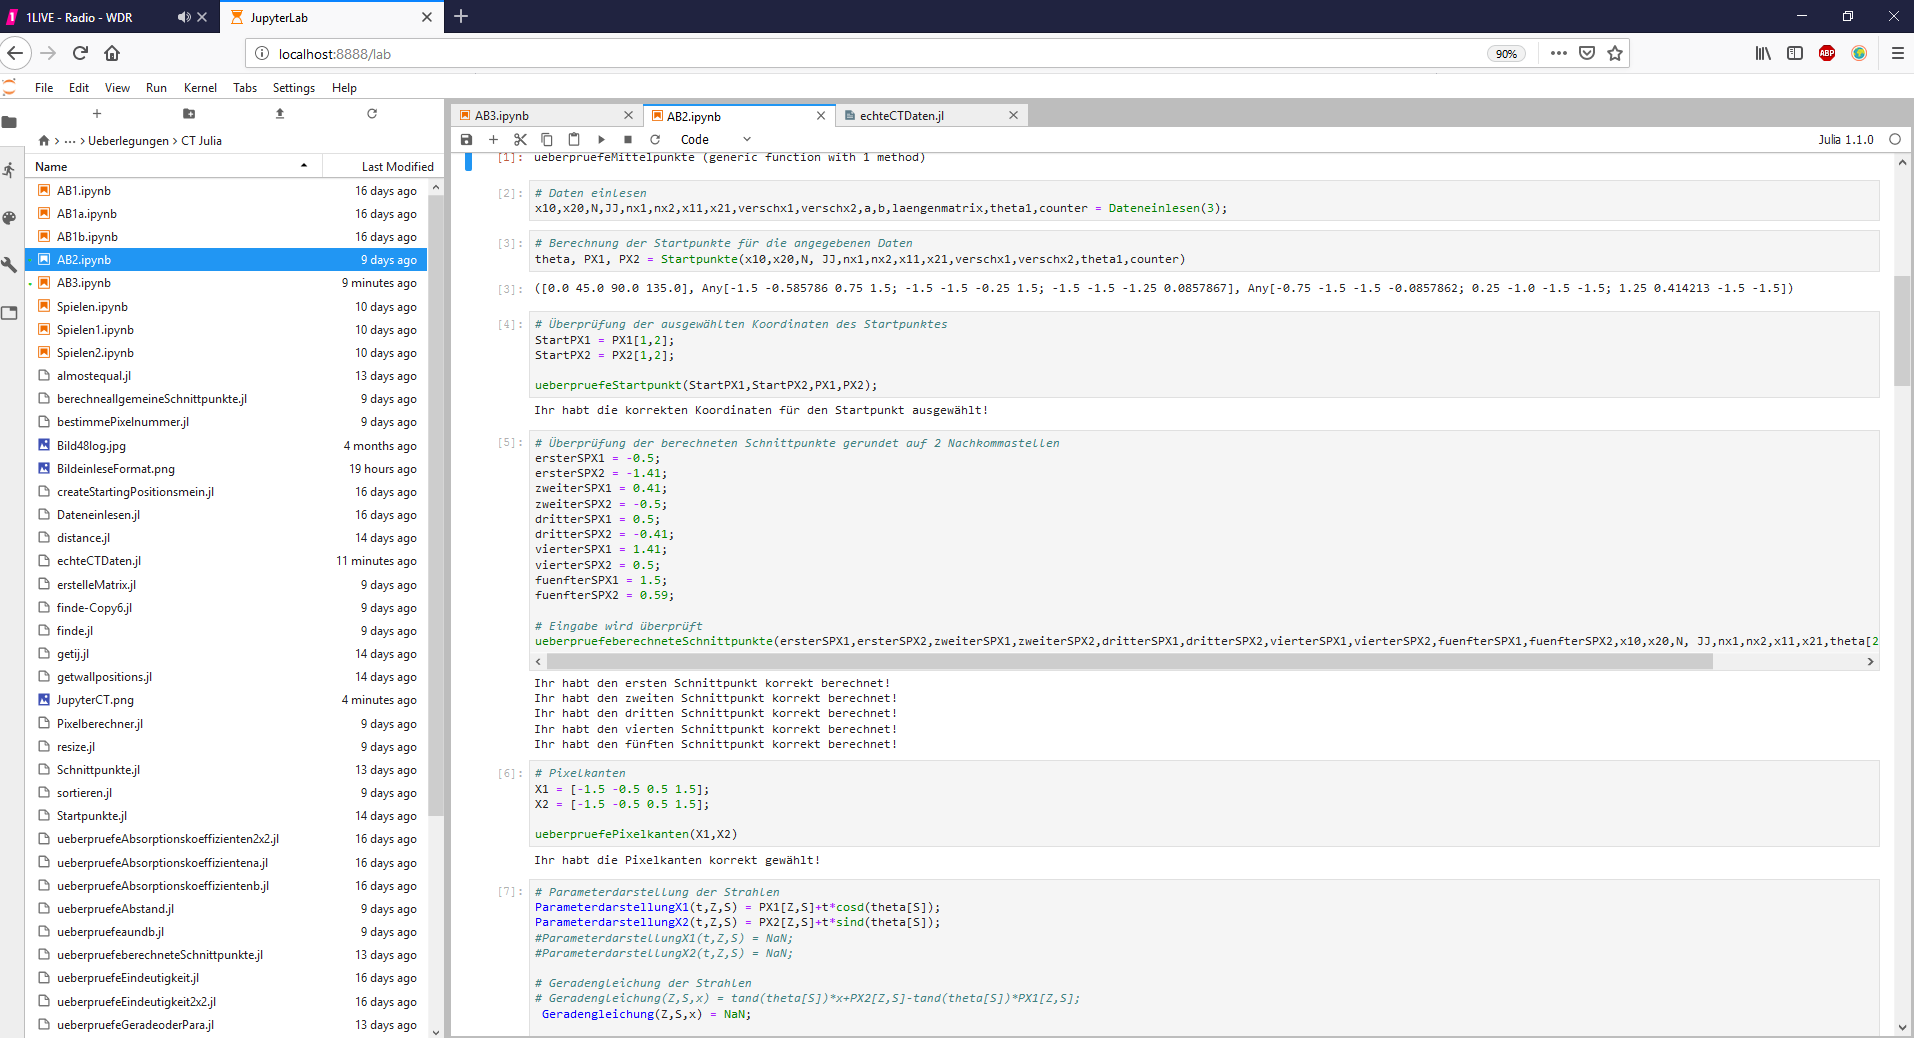 1LIVE - Radio - WDR
JupyterLab
localhost:8888/lab
90%
ABP
File Edit View Run Kernel Tabs Settings Help
… Ueberlegungen CT Julia
Name Last Modified
AB1.ipynb 16 days ago
AB1a.ipynb 16 days ago
AB1b.ipynb 16 days ago
AB2.ipynb 9 days ago
AB3.ipynb 9 minutes ago
Spielen.ipynb 10 days ago
Spielen1.ipynb 10 days ago
Spielen2.ipynb 10 days ago
almostequal.jl 13 days ago
berechneallgemeineSchnittpunkte.jl 9 days ago
bestimmePixelnummer.jl 9 days ago
Bild48log.jpg 4 months ago
BildeinleseFormat.png 19 hours ago
createStartingPositionsmein.jl 16 days ago
Dateneinlesen.jl 16 days ago
distance.jl 14 days ago
echteCTDaten.jl 11 minutes ago
erstelleMatrix.jl 9 days ago
finde-Copy6.jl 9 days ago
finde.jl 9 days ago
getij.jl 14 days ago
getwallpositions.jl 14 days ago
JupyterCT.png 4 minutes ago
Pixelberechner.jl 9 days ago
resize.jl 9 days ago
Schnittpunkte.jl 13 days ago
sortieren.jl 9 days ago
Startpunkte.jl 14 days ago
ueberpruefeAbsorptionskoeffizienten2x2.jl 16 days ago
ueberpruefeAbsorptionskoeffizientena.jl 16 days ago
ueberpruefeAbsorptionskoeffizientenb.jl 16 days ago
ueberpruefeAbstand.jl 9 days ago
ueberpruefeaundb.jl 9 days ago
ueberpruefeberechneteSchnittpunkte.jl 13 days ago
ueberpruefeEindeutigkeit.jl 16 days ago
ueberpruefeEindeutigkeit2x2.jl 16 days ago
ueberpruefeGeradeoderPara.jl 13 days ago
AB3.ipynb AB2.ipynb echteCTDaten.jl
Code Julia 1.1.0
[1]: ueberpruefeMittelpunkte (generic function with 1 method)
[2]: # Daten einlesen
x10,x20,N,JJ,nx1,nx2,x11,x21,verschx1,verschx2,a,b,laengenmatrix,theta1,counter = Dateneinlesen(3);
[3]: # Berechnung der Startpunkte für die angegebenen Daten
theta, PX1, PX2 = Startpunkte(x10,x20,N, JJ,nx1,nx2,x11,x21,verschx1,verschx2,theta1,counter)
[3]: ([0.0 45.0 90.0 135.0], Any[-1.5 -0.585786 0.75 1.5; -1.5 -1.5 -0.25 1.5; -1.5 -1.5 -1.25 0.0857867], Any[-0.75 -1.5 -1.5 -0.0857862; 0.25 -1.0 -1.5 -1.5; 1.25 0.414213 -1.5 -1.5])
[4]: # Überprüfung der ausgewählten Koordinaten des Startpunktes
StartPX1 = PX1[1,2];
StartPX2 = PX2[1,2];
ueberpruefeStartpunkt(StartPX1,StartPX2,PX1,PX2);
Ihr habt die korrekten Koordinaten für den Startpunkt ausgewählt!
[5]: # Überprüfung der berechneten Schnittpunkte gerundet auf 2 Nachkommastellen
ersterSPX1 = -0.5;
ersterSPX2 = -1.41;
zweiterSPX1 = 0.41;
zweiterSPX2 = -0.5;
dritterSPX1 = 0.5;
dritterSPX2 = -0.41;
vierterSPX1 = 1.41;
vierterSPX2 = 0.5;
fuenfterSPX1 = 1.5;
fuenfterSPX2 = 0.59;
# Eingabe wird überprüft
ueberpruefeberechneteSchnittpunkte(ersterSPX1,ersterSPX2,zweiterSPX1,zweiterSPX2,dritterSPX1,dritterSPX2,vierterSPX1,vierterSPX2,fuenfterSPX1,fuenfterSPX2,x10,x20,N, JJ,nx1,nx2,x11,x21,theta[2
Ihr habt den ersten Schnittpunkt korrekt berechnet!
Ihr habt den zweiten Schnittpunkt korrekt berechnet!
Ihr habt den dritten Schnittpunkt korrekt berechnet!
Ihr habt den vierten Schnittpunkt korrekt berechnet!
Ihr habt den fünften Schnittpunkt korrekt berechnet!
[6]: # Pixelkanten
X1 = [-1.5 -0.5 0.5 1.5];
X2 = [-1.5 -0.5 0.5 1.5];
ueberpruefePixelkanten(X1,X2)
Ihr habt die Pixelkanten korrekt gewählt!
[7]: # Parameterdarstellung der Strahlen
ParameterdarstellungX1(t,Z,S) = PX1[Z,S]+t*cosd(theta[S]);
ParameterdarstellungX2(t,Z,S) = PX2[Z,S]+t*sind(theta[S]);
#ParameterdarstellungX1(t,Z,S) = NaN;
#ParameterdarstellungX2(t,Z,S) = NaN;
# Geradengleichung der Strahlen
# Geradengleichung(Z,S,x) = tand(theta[S])*x+PX2[Z,S]-tand(theta[S])*PX1[Z,S];
Geradengleichung(Z,S,x) = NaN;